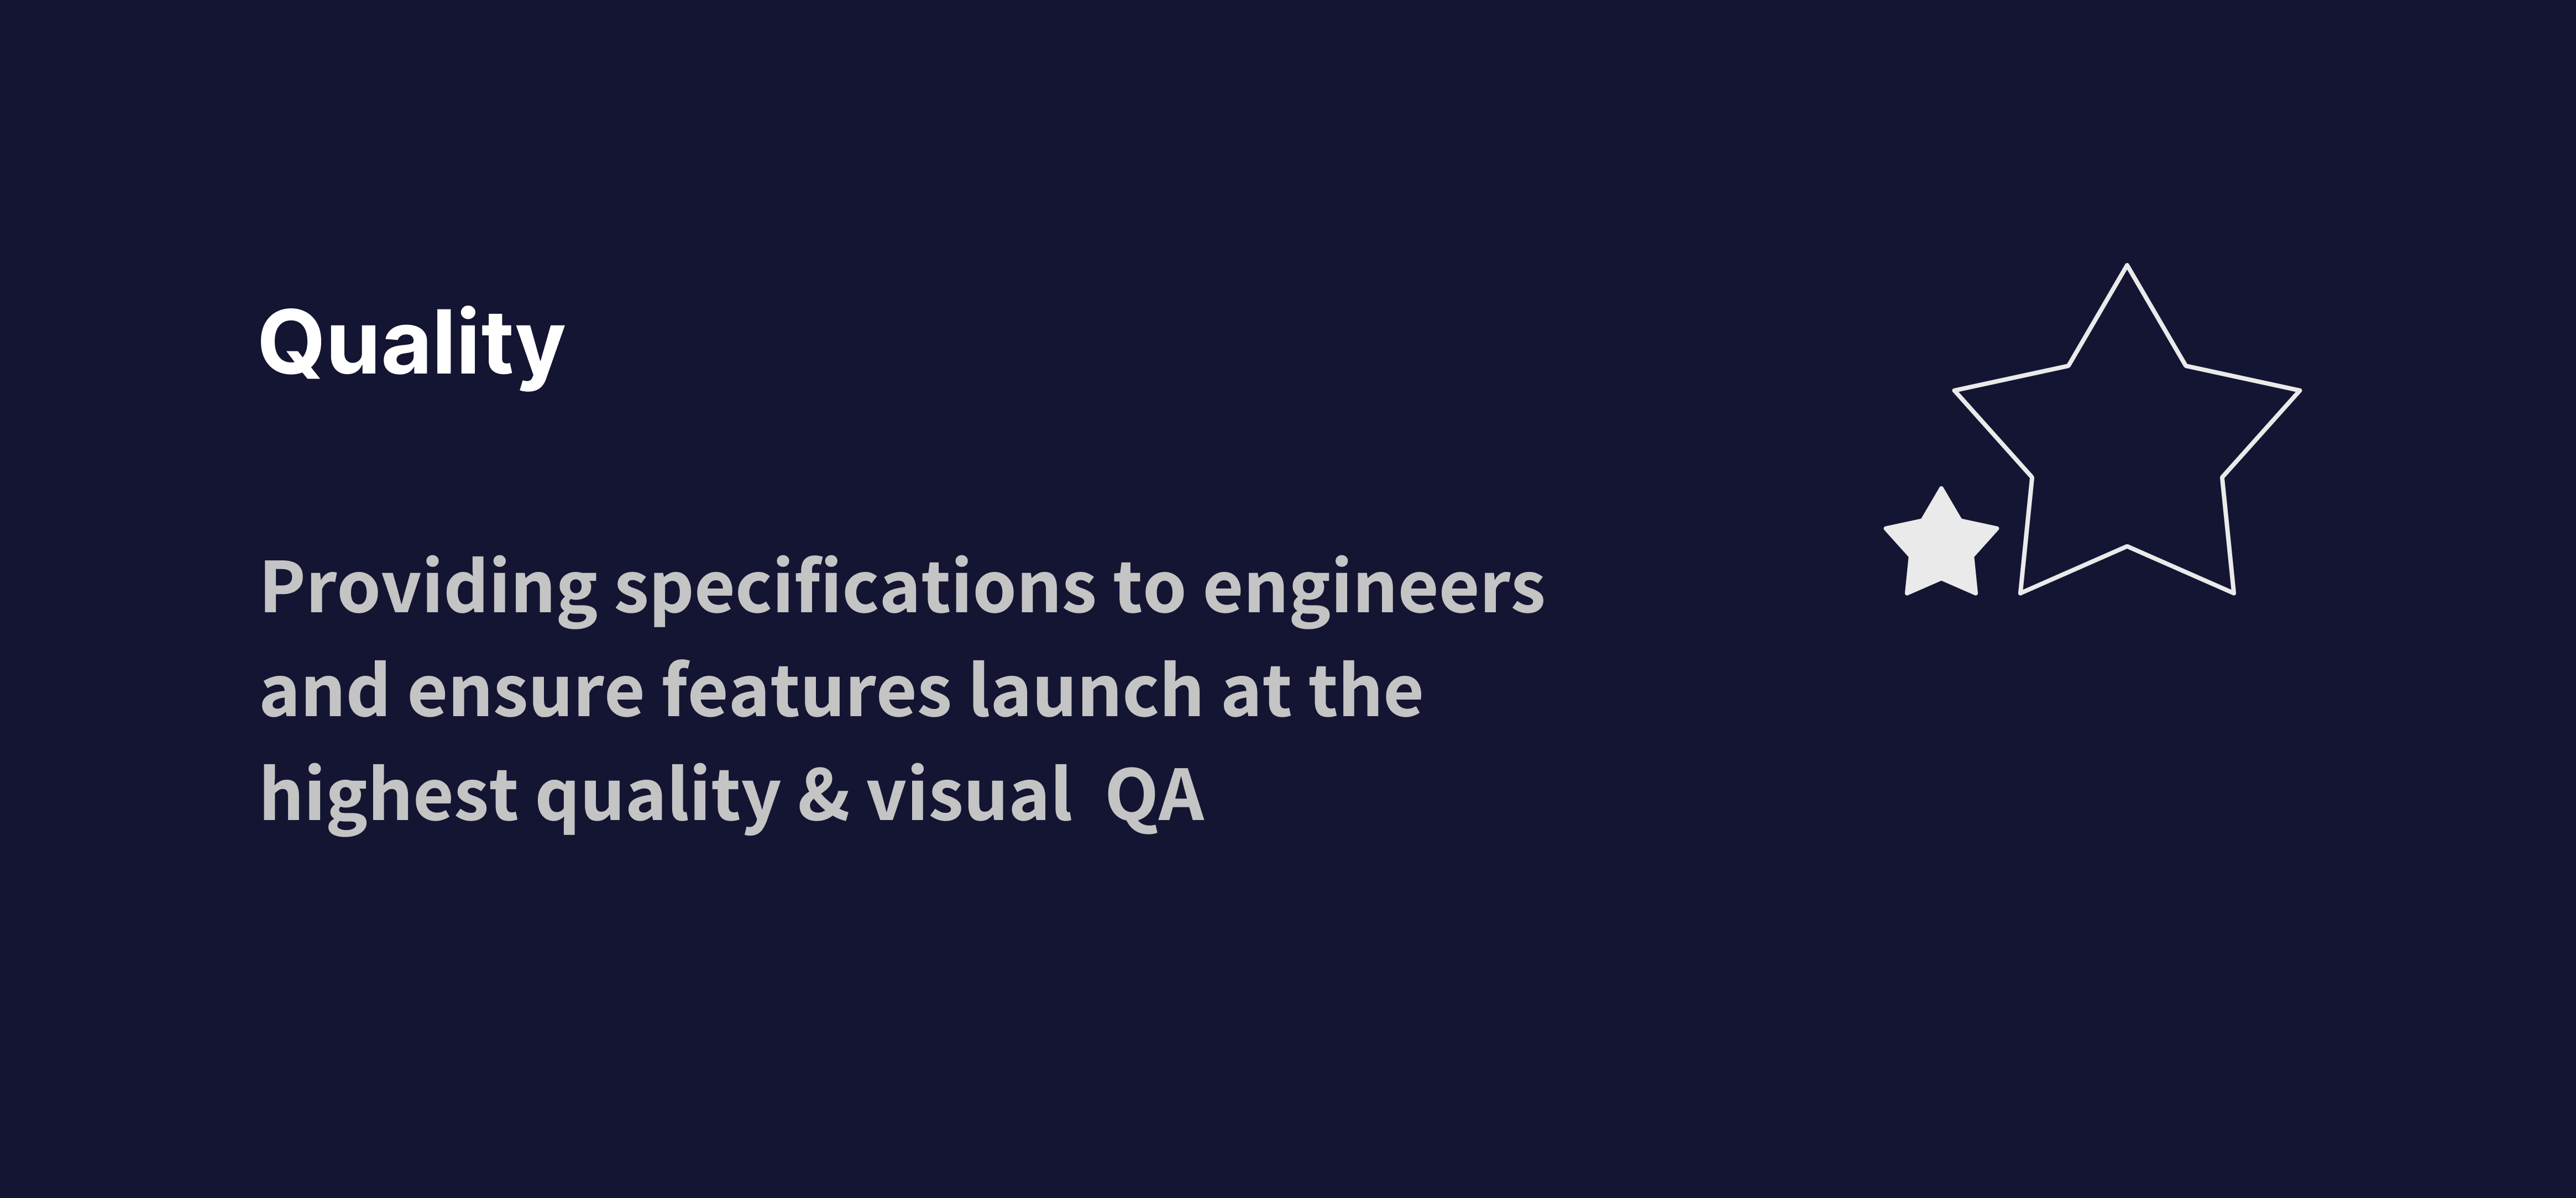 Quality
Providing specifications to engineers
and ensure features launch at the
highest quality & visual  QA